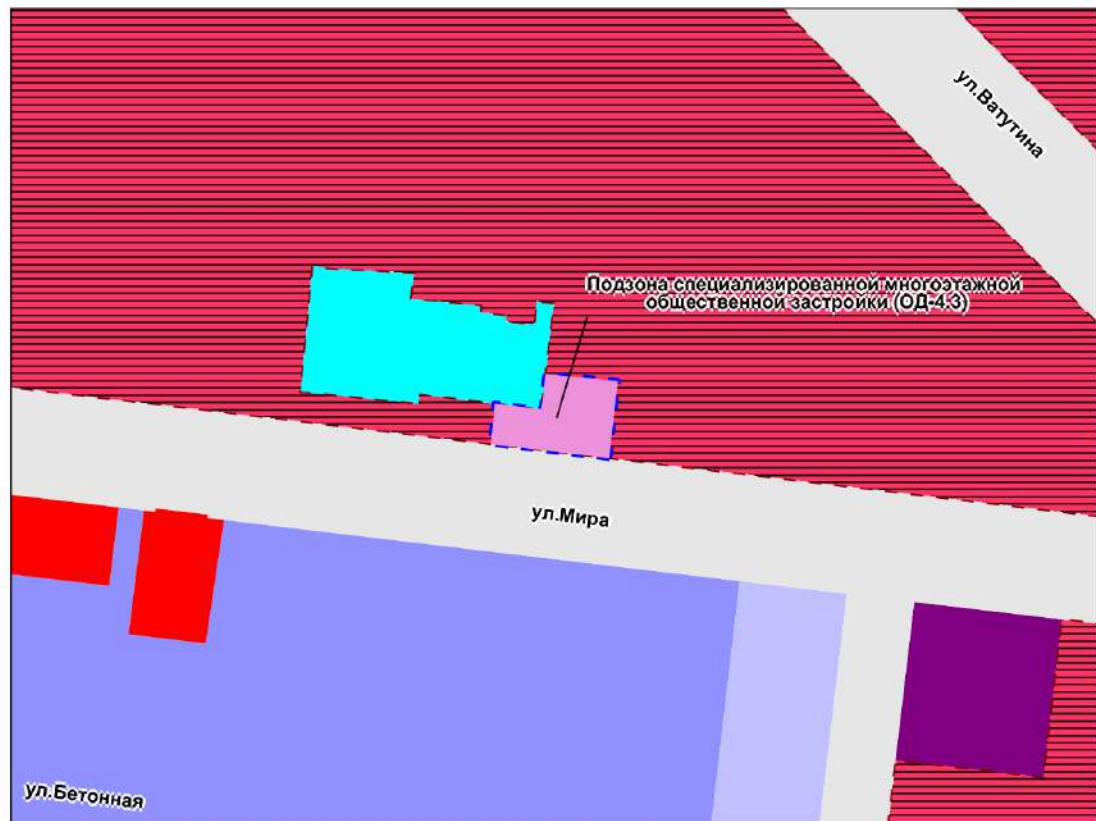 ул.Ватутина
Подзона специализированной многоэтажной
общественной застройки (ОД-4.3)
ул.Мира
ул.Бетонная